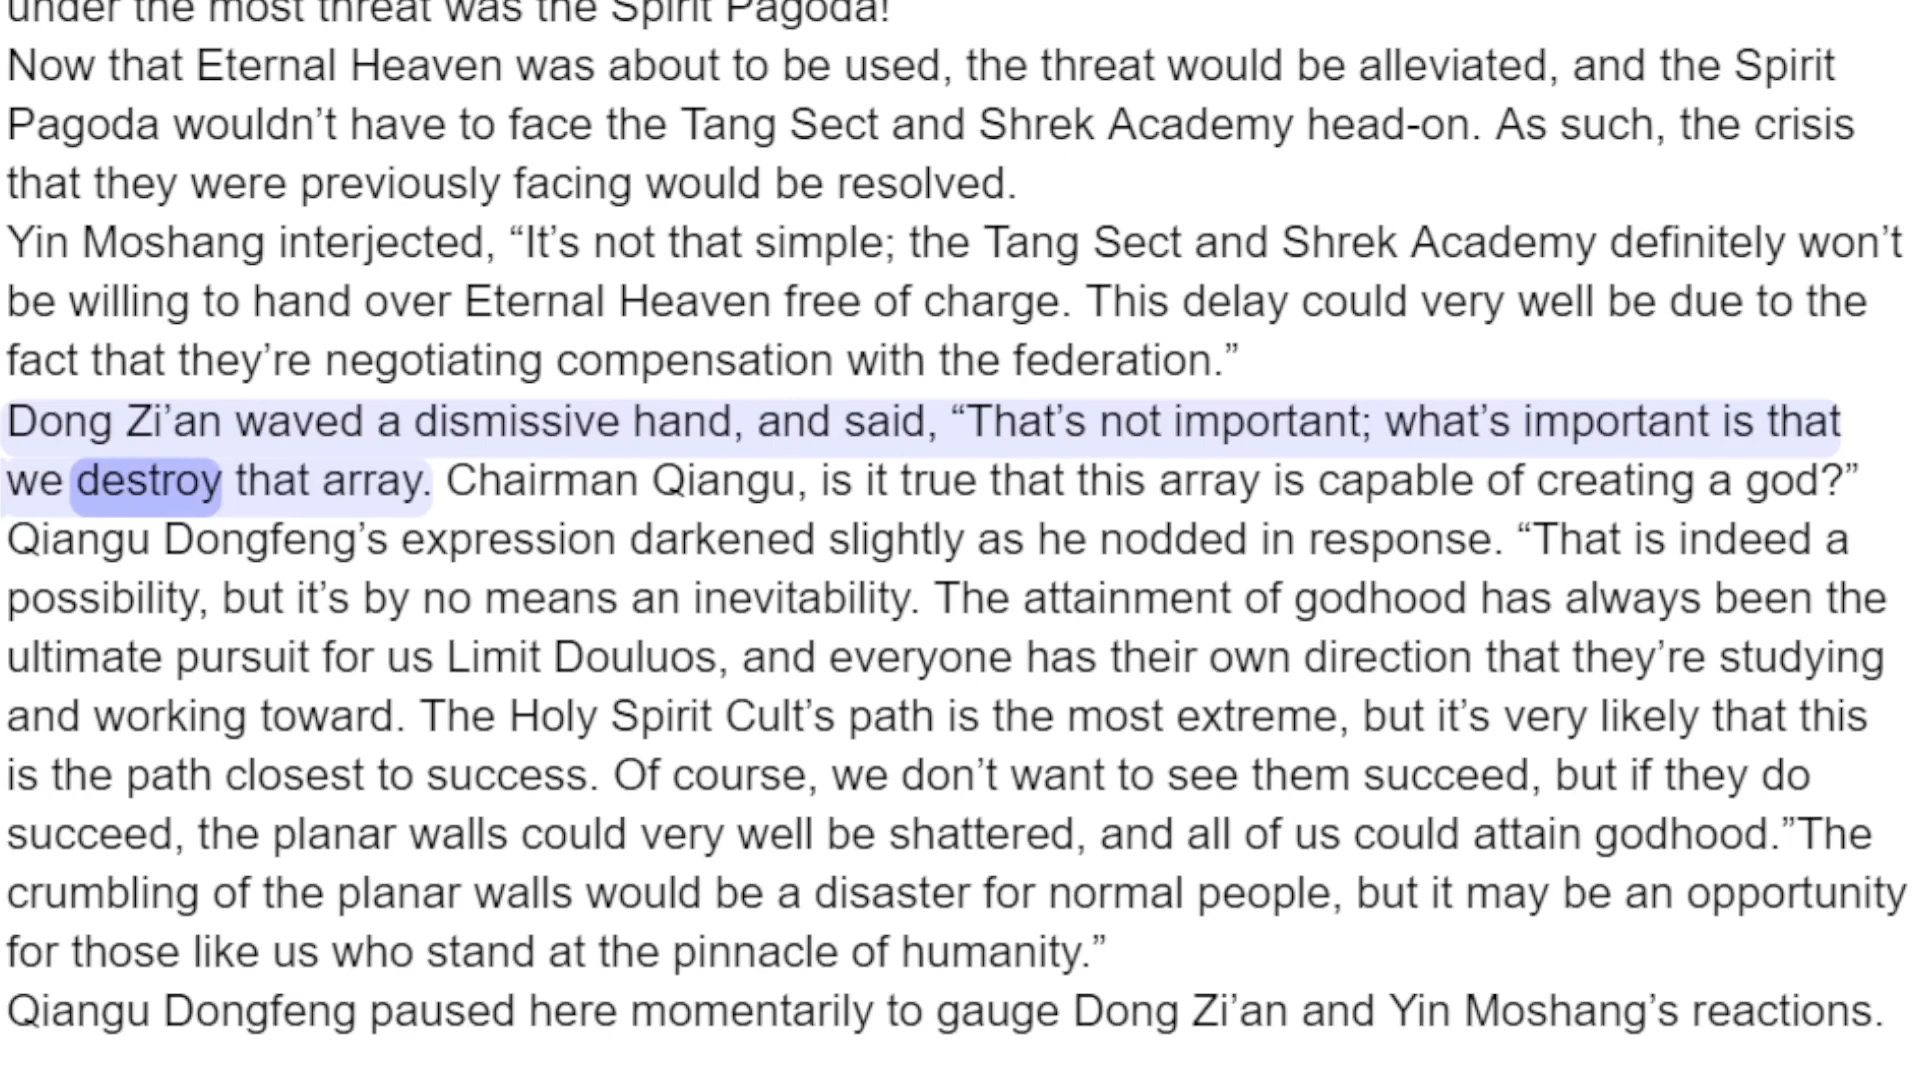 under the most threat was the Spirit Pagoda!
Now that Eternal Heaven was about to be used, the threat would be alleviated, and the Spirit
Pagoda wouldn’t have to face the Tang Sect and Shrek Academy head-on. As such, the crisis
that they were previously facing would be resolved.
Yin Moshang interjected, “It’s not that simple; the Tang Sect and Shrek Academy definitely won’t
be willing to hand over Eternal Heaven free of charge. This delay could very well be due to the
fact that they’re negotiating compensation with the federation.”
Dong Zi’an waved a dismissive hand, and said, “That’s not important; what’s important is that
we destroy that array. Chairman Qiangu, is it true that this array is capable of creating a god?”
Qiangu Dongfeng’s expression darkened slightly as he nodded in response. “That is indeed a
possibility, but it’s by no means an inevitability. The attainment of godhood has always been the
ultimate pursuit for us Limit Douluos, and everyone has their own direction that they’re studying
and working toward. The Holy Spirit Cult’s path is the most extreme, but it’s very likely that this
is the path closest to success. Of course, we don’t want to see them succeed, but if they do
succeed, the planar walls could very well be shattered, and all of us could attain godhood.”The
crumbling of the planar walls would be a disaster for normal people, but it may be an opportunity
for those like us who stand at the pinnacle of humanity.”
Qiangu Dongfeng paused here momentarily to gauge Dong Zi’an and Yin Moshang’s reactions.